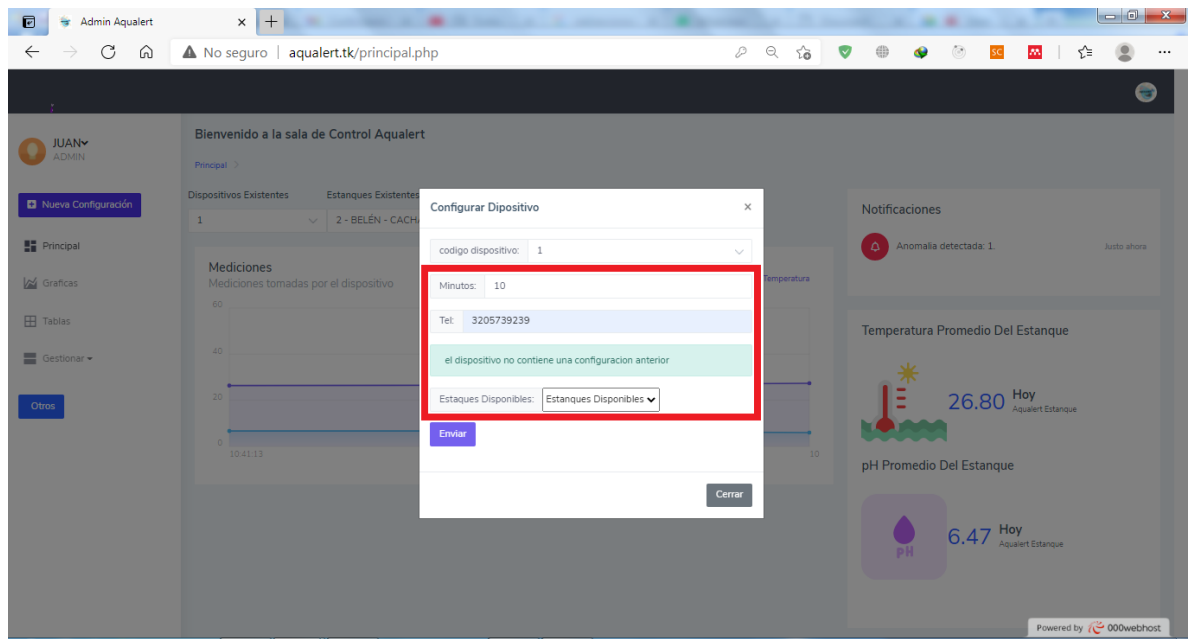 Admin Aqualert
No seguro | aqualert.tk/principal.php
SC
JUAN
ADMIN
Nueva Configuración
Principal
Graficas
Tablas
Gestionar
Otros
Bienvenido a la sala de Control Aqualert
Principal
Dispositivos Existentes
Estanques Existentes
1
2 - BELÉN - CACHA
Mediciones
Mediciones tomadas por el dispositivo
Temperatura
60
40
20
0
10:41:13
10
Configurar Dipositivo
×
codigo dispositivo: 1
Minutos: 10
Tel: 3205739239
el dispositivo no contiene una configuracion anterior
Estaques Disponibles: Estanques Disponibles
Enviar
Cerrar
Notificaciones
Anomalia detectada: 1. Justo ahora
Temperatura Promedio Del Estanque
26.80 Hoy
Aqualert Estanque
pH Promedio Del Estanque
PH
6.47 Hoy
Aqualert Estanque
Powered by 000webhost